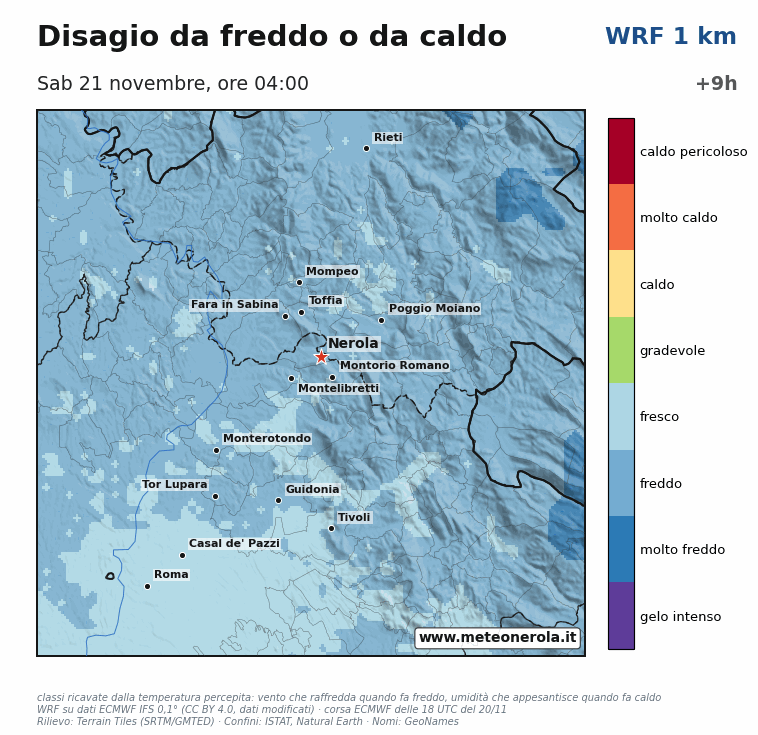 Disagio da freddo o da caldo
WRF 1 km
Sab 21 novembre, ore 04:00
+9h
Rieti
Mompeo
Toffia
Fara in Sabina
Poggio Moiano
Nerola
Montorio Romano
Montelibretti
Monterotondo
Tor Lupara
Guidonia
Tivoli
Casal de' Pazzi
Roma
www.meteonerola.it
caldo pericoloso
molto caldo
caldo
gradevole
fresco
freddo
molto freddo
gelo intenso
classi ricavate dalla temperatura percepita: vento che raffredda quando fa freddo, umidità che appesantisce quando fa caldo
WRF su dati ECMWF IFS 0,1° (CC BY 4.0, dati modificati) · corsa ECMWF delle 18 UTC del 20/11
Rilievo: Terrain Tiles (SRTM/GMTED) · Confini: ISTAT, Natural Earth · Nomi: GeoNames